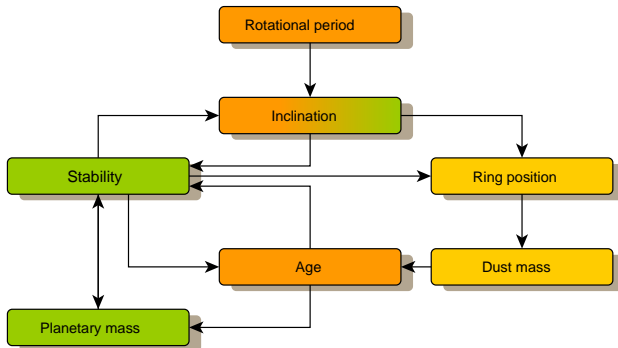 Rotational period
Inclination
Stability
Ring position
Age
Dust mass
Planetary mass